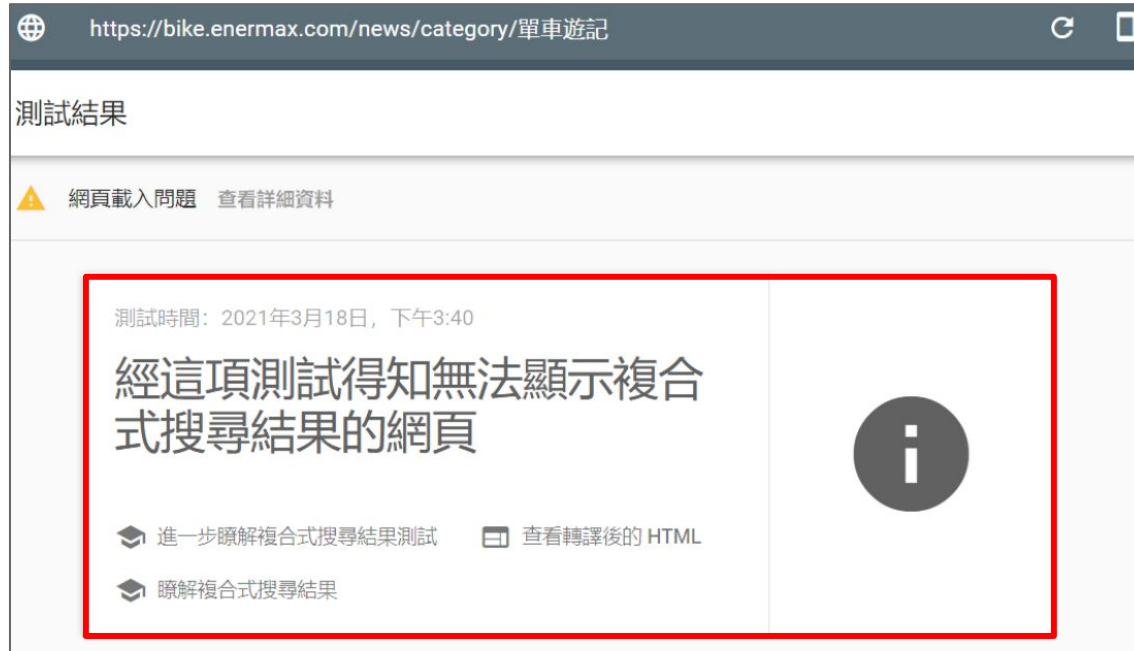 https://bike.enermax.com/news/category/單車遊記
測試結果
網頁載入問題 查看詳細資料
測試時間：2021年3月18日，下午3:40
經這項測試得知無法顯示複合
式搜尋結果的網頁
進一步瞭解複合式搜尋結果測試 查看轉譯後的 HTML
瞭解複合式搜尋結果